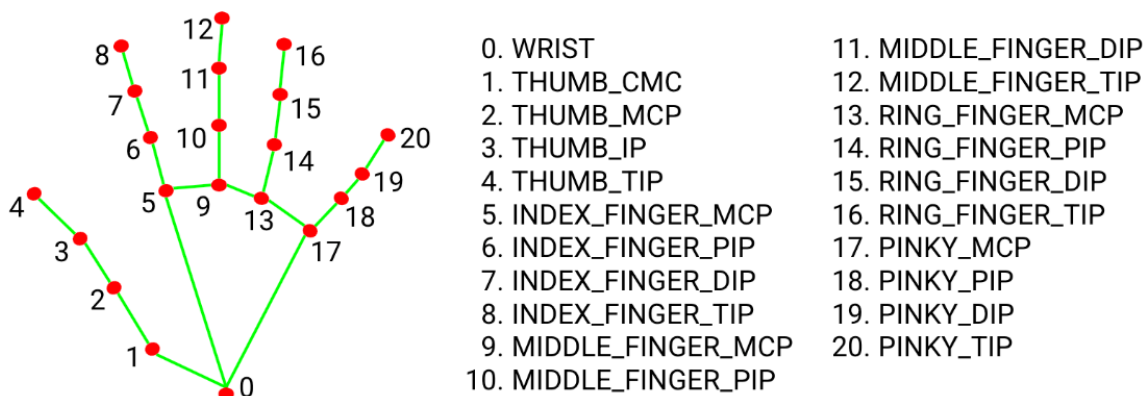 12
8
16
11
7
15
10
6
20
14
19
4
5
9
13
18
3
17
2
1
0
0. WRIST
1. THUMB_CMC
2. THUMB_MCP
3. THUMB_IP
4. THUMB_TIP
5. INDEX_FINGER_MCP
6. INDEX_FINGER_PIP
7. INDEX_FINGER_DIP
8. INDEX_FINGER_TIP
9. MIDDLE_FINGER_MCP
10. MIDDLE_FINGER_PIP
11. MIDDLE_FINGER_DIP
12. MIDDLE_FINGER_TIP
13. RING_FINGER_MCP
14. RING_FINGER_PIP
15. RING_FINGER_DIP
16. RING_FINGER_TIP
17. PINKY_MCP
18. PINKY_PIP
19. PINKY_DIP
20. PINKY_TIP